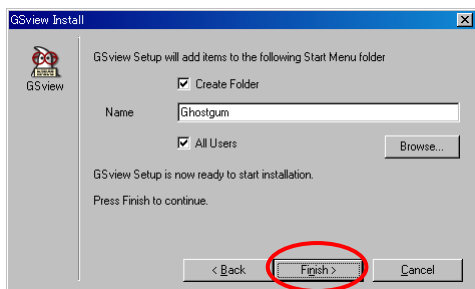 GSview Install
GSview Setup will add items to the following Start Menu folder
GSview
Create Folder
Name Ghostgum
All Users
Browse...
GSview Setup is now ready to start installation.
Press Finish to continue.
< Back Finish > Cancel